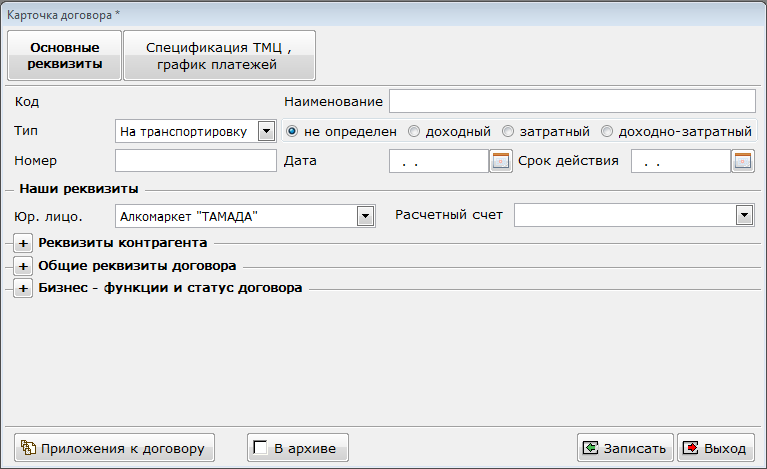 Карточка договора *
Основные
реквизиты
Спецификация ТМЦ ,
график платежей
Код
Наименование
Тип
На транспортировку
не определен
доходный
затратный
доходно-затратный
Номер
Дата
. .
Срок действия
. .
Наши реквизиты
Юр. лицо.
Алкомаркет "ТАМАДА"
Расчетный счет
+ Реквизиты контрагента
+ Общие реквизиты договора
+ Бизнес - функции и статус договора
Приложения к договору
В архиве
Записать
Выход